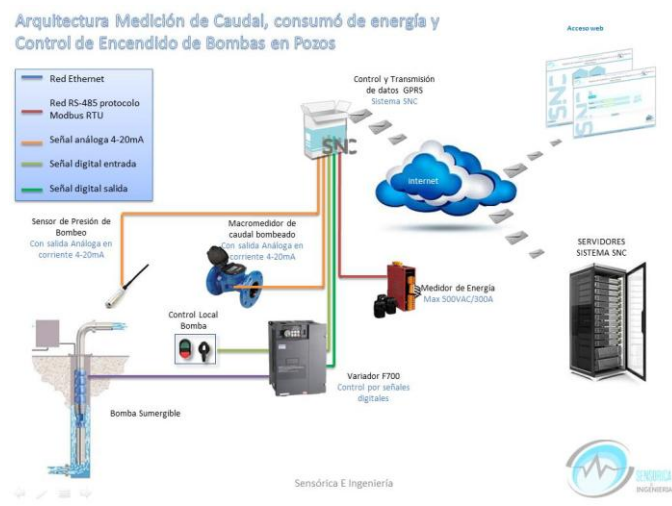 Arquitectura Medición de Caudal, consumó de energía y
Control de Encendido de Bombas en Pozos
Acceso web
Red Ethernet
Red RS-485 protocolo
Modbus RTU
Señal análoga 4-20mA
Señal digital entrada
Señal digital salida
Control y Transmisión
de datos GPRS
Sistema SNC
SNC
SNC
SNC
internet
Sensor de Presión de
Bombeo
Con salida Análoga en
corriente 4-20mA
Macromedidor de
caudal bombeado
Con salida Análoga en
corriente 4-20mA
SERVIDORES
SISTEMA SNC
Medidor de Energía
Max 500VAC/300A
Control Local
Bomba
Variador F700
Control por señales
digitales
Bomba Sumergible
Sensórica E Ingeniería
SENSÓRICA
INGENIERIA